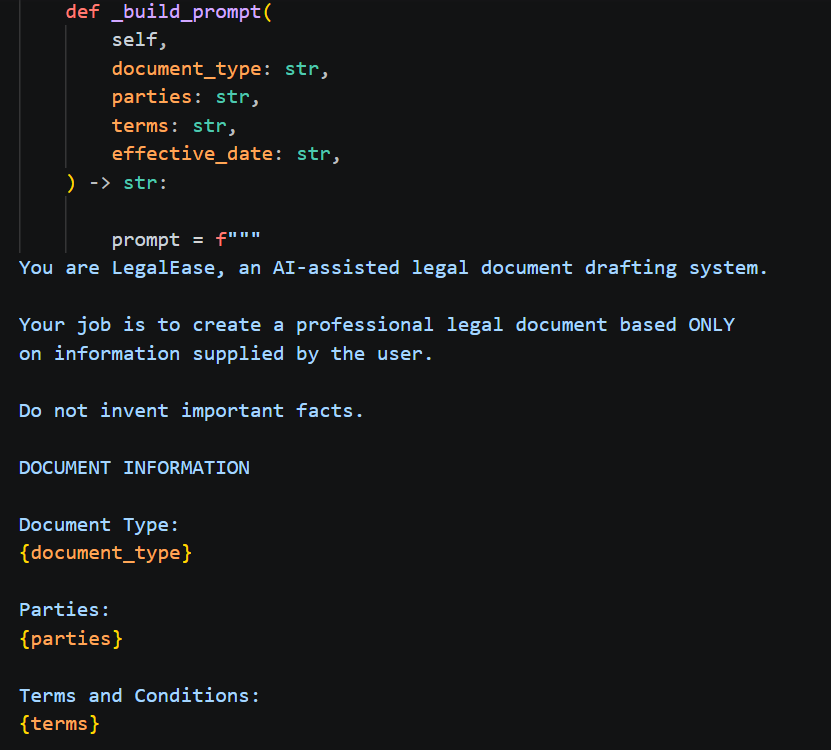 def _build_prompt(
self,
document_type: str,
parties: str,
terms: str,
effective_date: str,
) -> str:
prompt = f"""
You are LegalEase, an AI-assisted legal document drafting system.
Your job is to create a professional legal document based ONLY
on information supplied by the user.
Do not invent important facts.
DOCUMENT INFORMATION
Document Type:
{document_type}
Parties:
{parties}
Terms and Conditions:
{terms}